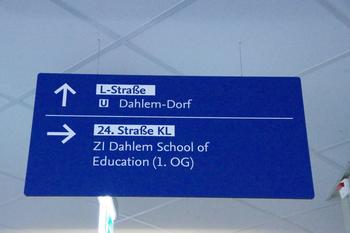 L-Straße
U Dahlem-Dorf
24. Straße KL
ZI Dahlem School of
Education (1. OG)